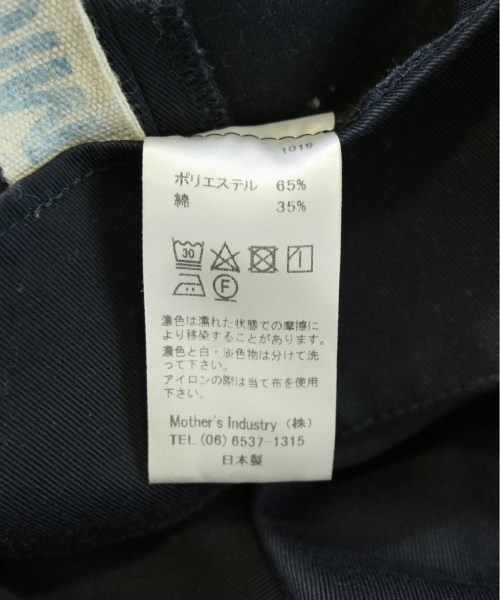 1019
ポリエステル 65%
綿 35%
30
F
濃色は濡れた状態での摩擦に
より移染することがあります。
濃色と白・淡色物は分けて洗
って下さい。
アイロンの際は当て布を使用
下さい。
Mother's Industry (株)
TEL (06) 6537-1315
日本製